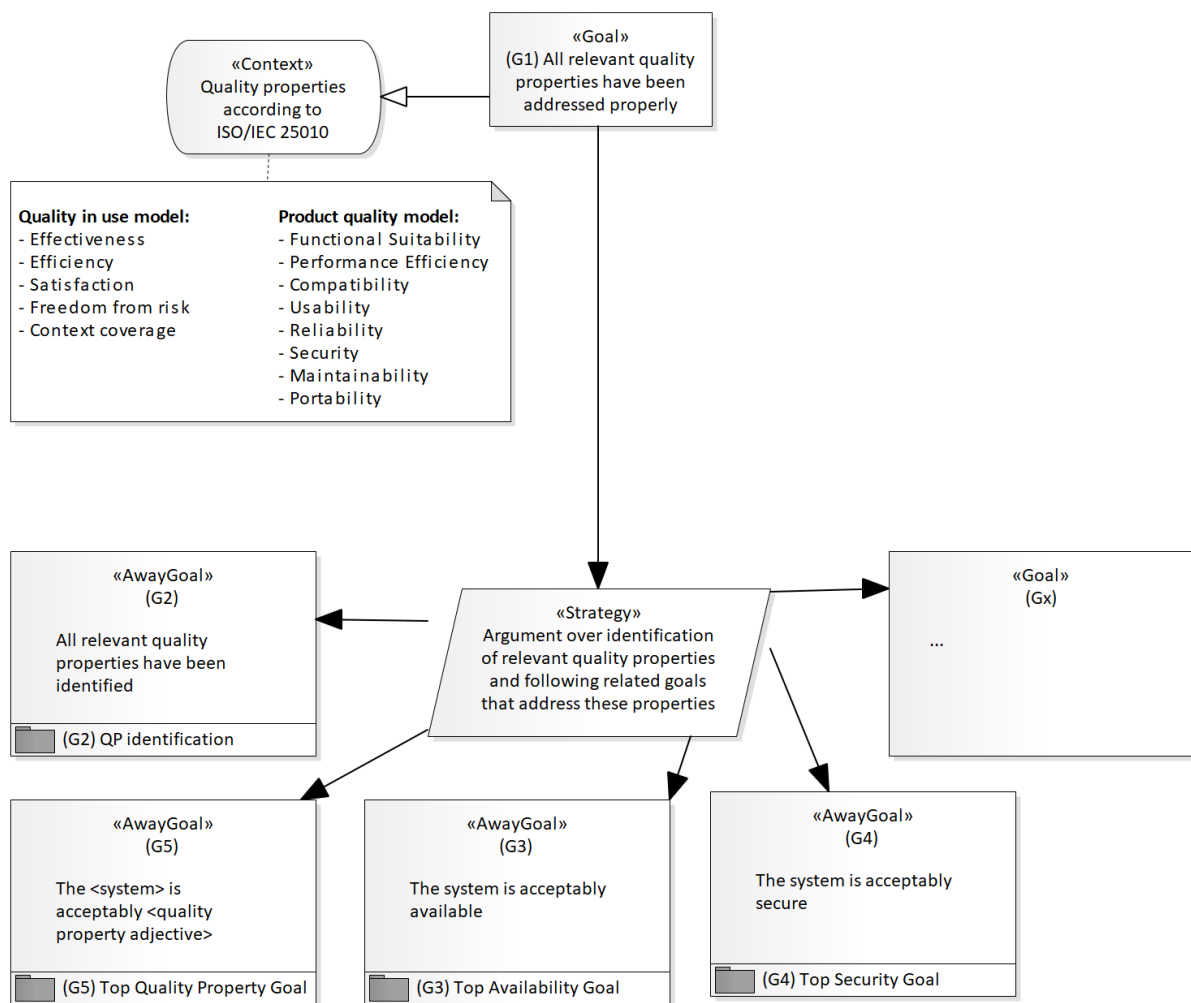 «Goal»
(G1) All relevant quality
properties have been
addressed properly
«Context»
Quality properties
according to
ISO/IEC 25010
Quality in use model:
- Effectiveness
- Efficiency
- Satisfaction
- Freedom from risk
- Context coverage
Product quality model:
- Functional Suitability
- Performance Efficiency
- Compatibility
- Usability
- Reliability
- Security
- Maintainability
- Portability
«AwayGoal»
(G2)
All relevant quality
properties have been
identified
(G2) QP identification
«Strategy»
Argument over identification
of relevant quality properties
and following related goals
that address these properties
«Goal»
(Gx)
...
«AwayGoal»
(G5)
The <system> is
acceptably <quality
property adjective>
(G5) Top Quality Property Goal
«AwayGoal»
(G3)
The system is acceptably
available
(G3) Top Availability Goal
«AwayGoal»
(G4)
The system is acceptably
secure
(G4) Top Security Goal